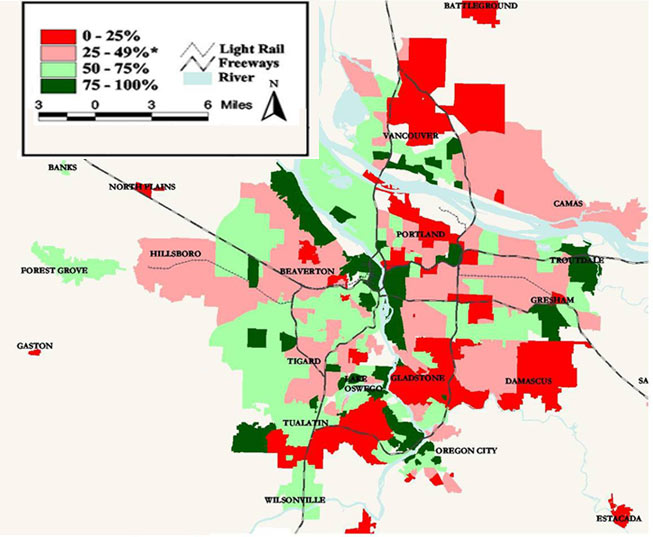 BATTLEGROUND
0 - 25%
25 - 49%*
50 - 75%
75 - 100%
Light Rail
Freeways
River
3 0 3 6 Miles
N
VANCOUVER
BANKS
NORTH PLAINS
CAMAS
PORTLAND
HILLSBORO
BEAVERTON
TROUTDALE
FOREST GROVE
GRESHAM
GASTON
TIGARD
LAKE
OSWEGO
GLADSTONE
DAMASCUS
SA
TUALATIN
OREGON CITY
WILSONVILLE
ESTACADA